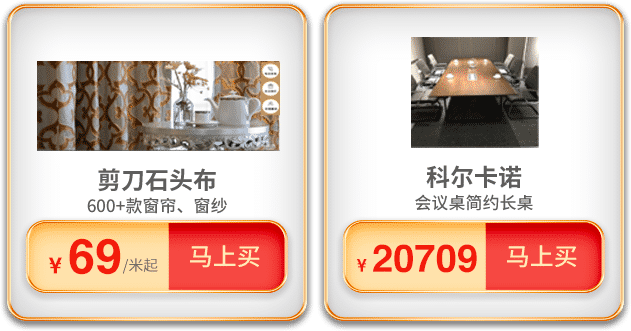 剪刀石头布
600+款窗帘、窗纱
¥69/米起
马上买
科尔卡诺
会议桌简约长桌
¥20709
马上买